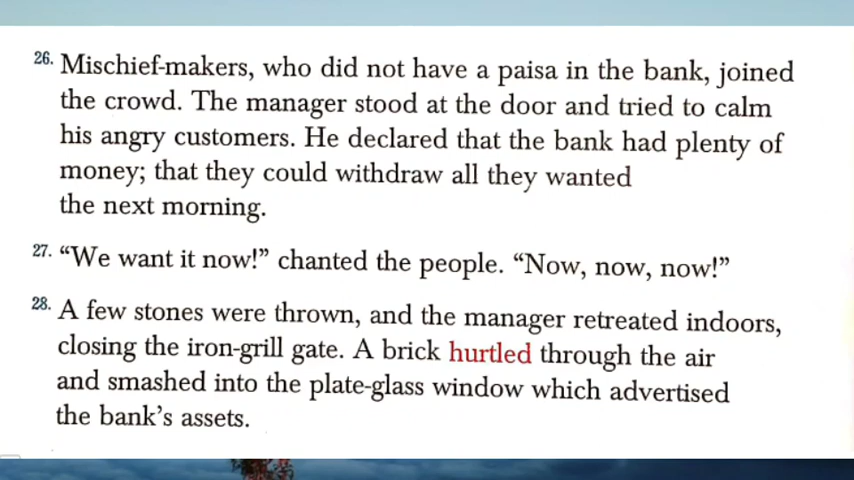 26. Mischief-makers, who did not have a paisa in the bank, joined
the crowd. The manager stood at the door and tried to calm
his angry customers. He declared that the bank had plenty of
money; that they could withdraw all they wanted
the next morning.
27. “We want it now!” chanted the people. “Now, now, now!”
28. A few stones were thrown, and the manager retreated indoors,
closing the iron-grill gate. A brick hurtled through the air
and smashed into the plate-glass window which advertised
the bank’s assets.